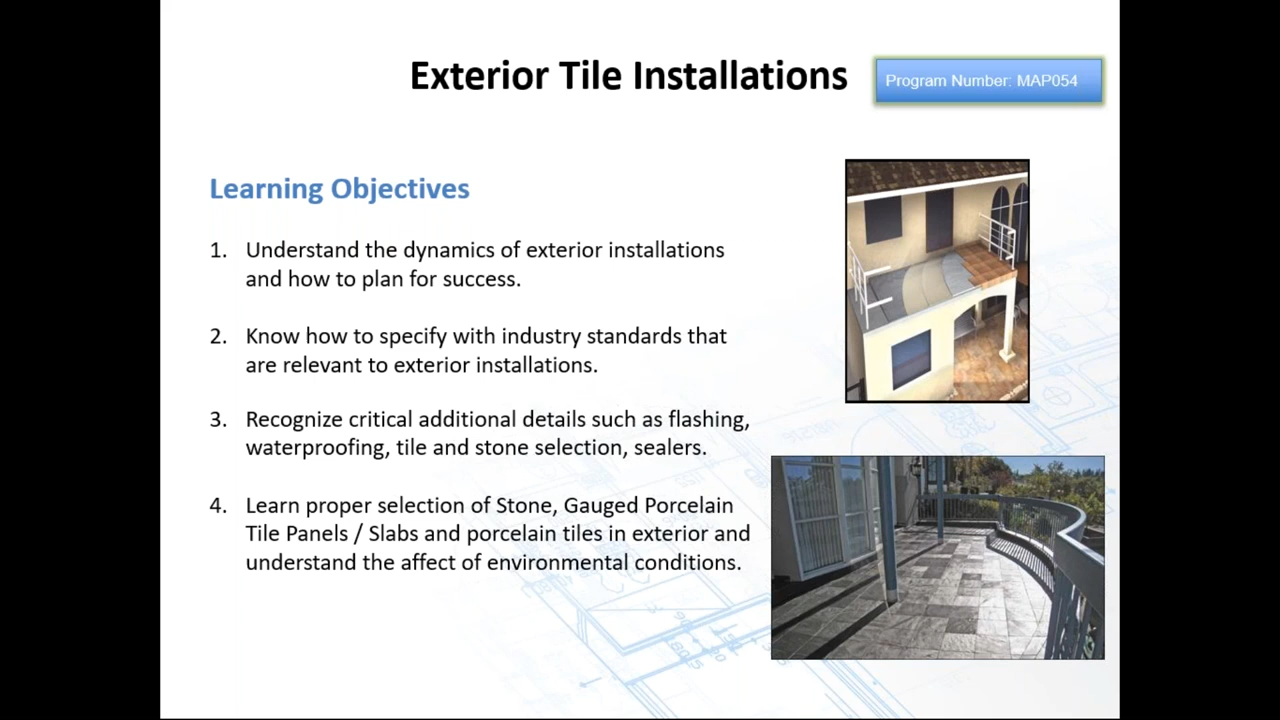 Exterior Tile Installations
Program Number: MAP054
Learning Objectives
1. Understand the dynamics of exterior installations
and how to plan for success.
2. Know how to specify with industry standards that
are relevant to exterior installations.
3. Recognize critical additional details such as flashing,
waterproofing, tile and stone selection, sealers.
4. Learn proper selection of Stone, Gauged Porcelain
Tile Panels / Slabs and porcelain tiles in exterior and
understand the affect of environmental conditions.